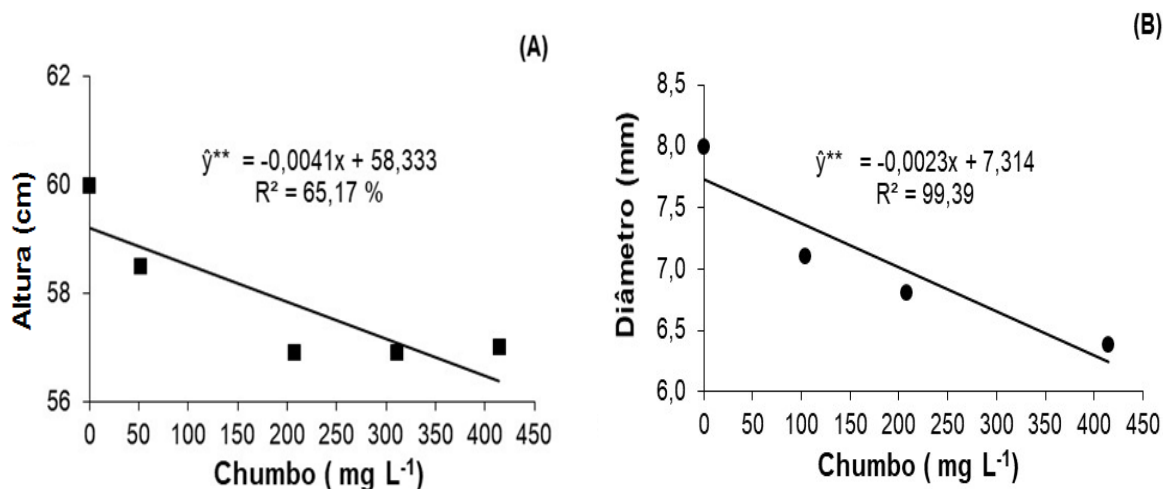 (A)
Altura (cm)
62
60
58
56
ŷ** = -0,0041x + 58,333
R² = 65,17 %
0 50 100 150 200 250 300 350 400 450
Chumbo ( mg L⁻¹)
(B)
Diâmetro (mm)
8,5
8,0
7,5
7,0
6,5
6,0
ŷ** = -0,0023x + 7,314
R² = 99,39
0 50 100 150 200 250 300 350 400 450
Chumbo ( mg L⁻¹)